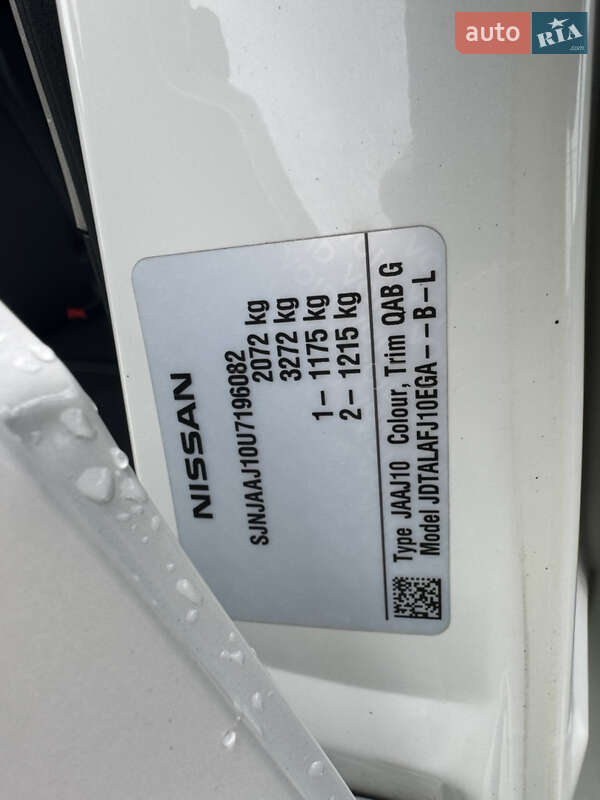 auto RIA .com
NISSAN
SJNJAAJ10U7196082
2072 kg
3272 kg
1- 1175 kg
2- 1215 kg
Type JAAJ10 Colour, Trim QAB G
Model JDTALAFJ10EGA--B-L